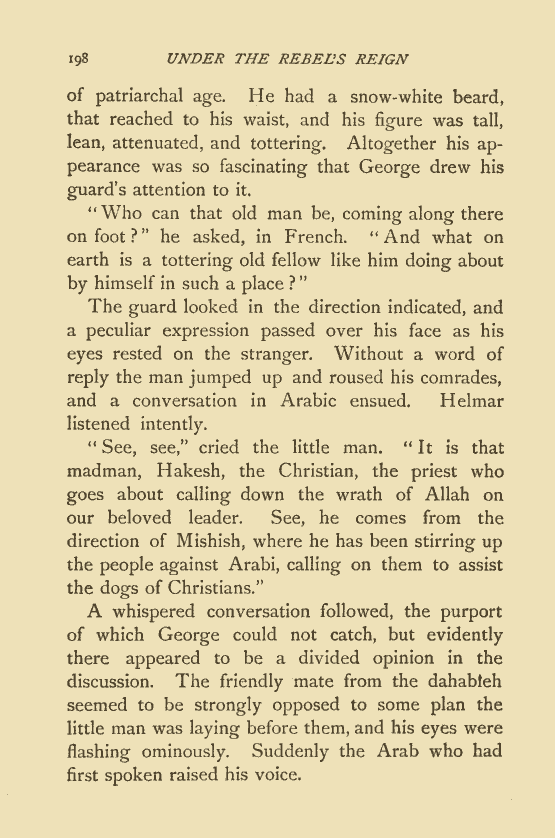 198 UNDER THE REBEL'S REIGN
of patriarchal age. He had a snow-white beard,
that reached to his waist, and his figure was tall,
lean, attenuated, and tottering. Altogether his ap-
pearance was so fascinating that George drew his
guard's attention to it.
"Who can that old man be, coming along there
on foot?" he asked, in French. "And what on
earth is a tottering old fellow like him doing about
by himself in such a place?"
The guard looked in the direction indicated, and
a peculiar expression passed over his face as his
eyes rested on the stranger. Without a word of
reply the man jumped up and roused his comrades,
and a conversation in Arabic ensued. Helmar
listened intently.
"See, see," cried the little man. "It is that
madman, Hakesh, the Christian, the priest who
goes about calling down the wrath of Allah on
our beloved leader. See, he comes from the
direction of Mishish, where he has been stirring up
the people against Arabi, calling on them to assist
the dogs of Christians."
A whispered conversation followed, the purport
of which George could not catch, but evidently
there appeared to be a divided opinion in the
discussion. The friendly mate from the dahabieh
seemed to be strongly opposed to some plan the
little man was laying before them, and his eyes were
flashing ominously. Suddenly the Arab who had
first spoken raised his voice.